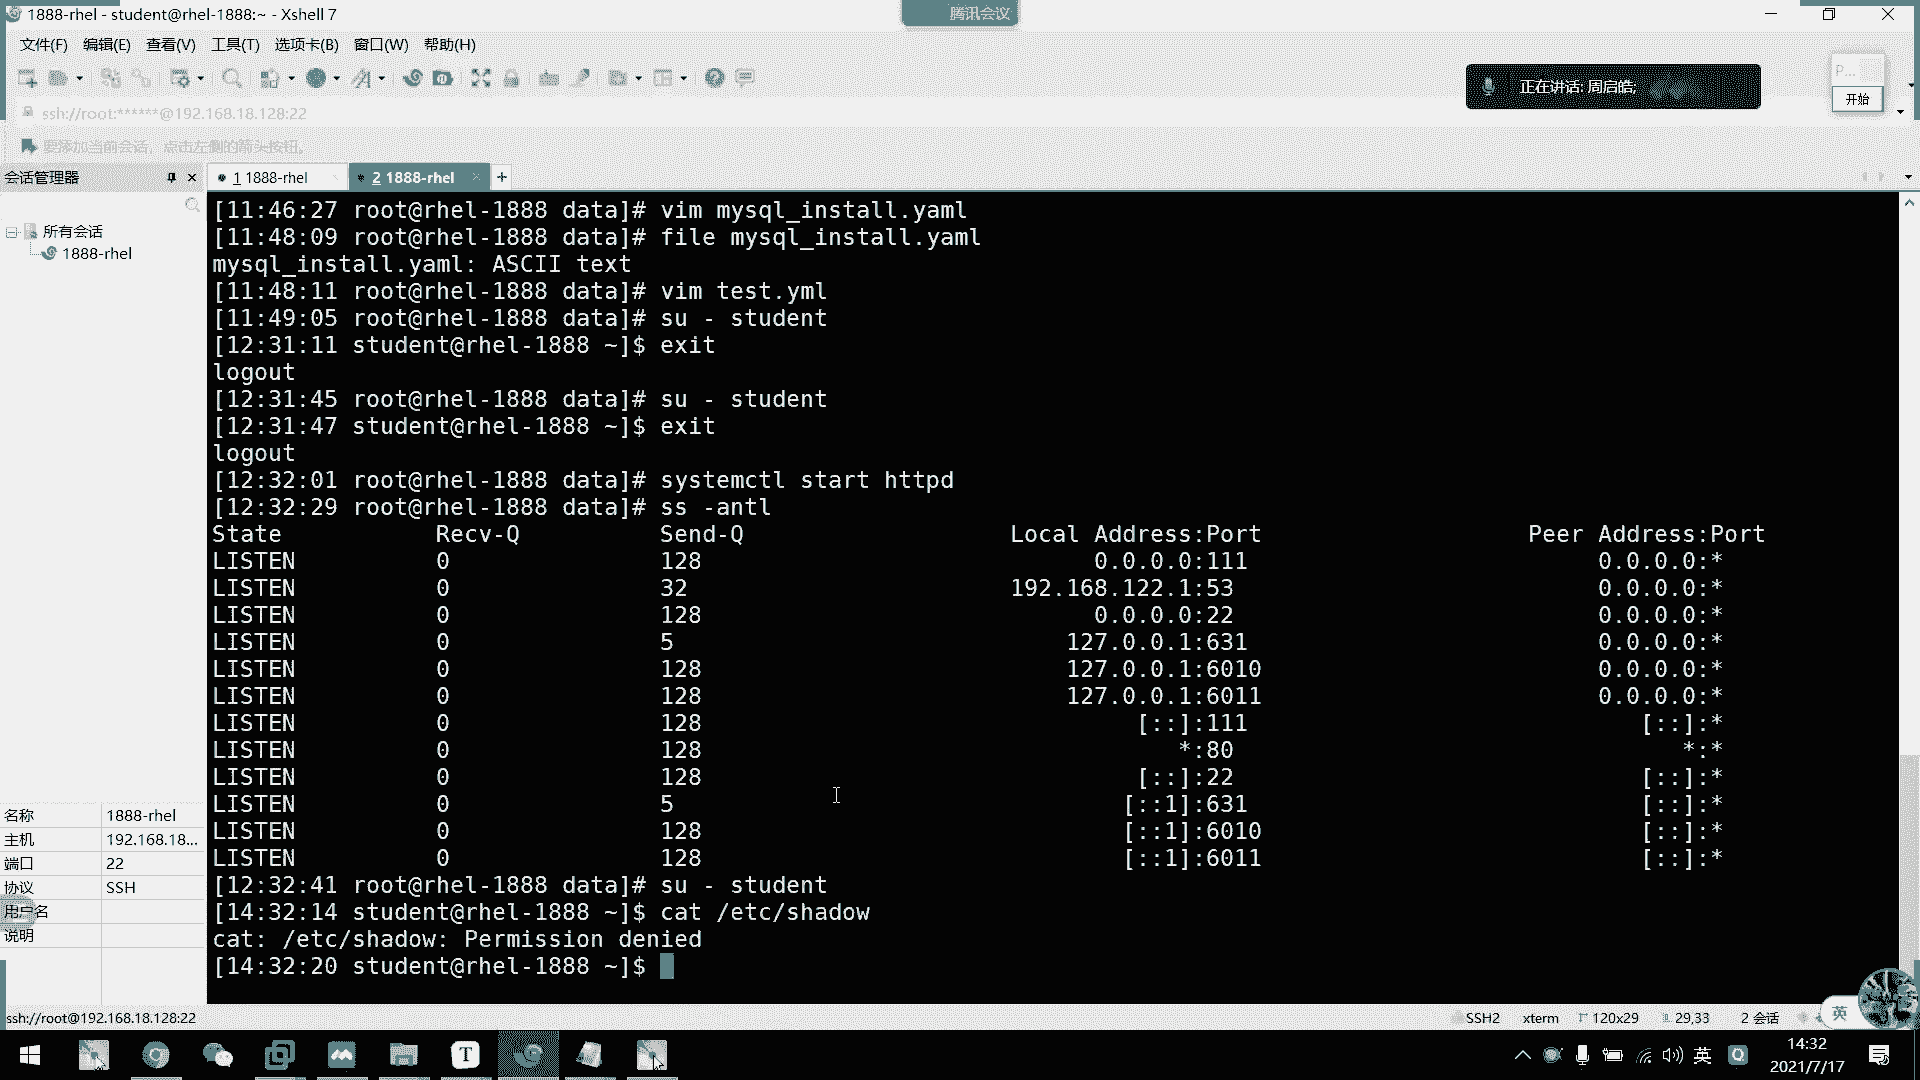 1888-rhel - student@rhel-1888:~ - Xshell 7
腾讯会议
文件(F) 编辑(E) 查看(V) 工具(T) 选项卡(B) 窗口(W) 帮助(H)
正在讲话: 周启皓;
P...
开始
ssh://root:******@192.168.18.128:22
要添加当前会话，点击左侧的箭头按钮。
会话管理器
1 1888-rhel
2 1888-rhel
所有会话
1888-rhel
[11:46:27 root@rhel-1888 data]# vim mysql_install.yaml
[11:48:09 root@rhel-1888 data]# file mysql_install.yaml
mysql_install.yaml: ASCII text
[11:48:11 root@rhel-1888 data]# vim test.yml
[11:49:05 root@rhel-1888 data]# su - student
[12:31:11 student@rhel-1888 ~]$ exit
logout
[12:31:45 root@rhel-1888 data]# su - student
[12:31:47 student@rhel-1888 ~]$ exit
logout
[12:32:01 root@rhel-1888 data]# systemctl start httpd
[12:32:29 root@rhel-1888 data]# ss -antl
State Recv-Q Send-Q Local Address:Port Peer Address:Port
LISTEN 0 128 0.0.0.0:111 0.0.0.0:*
LISTEN 0 32 192.168.122.1:53 0.0.0.0:*
LISTEN 0 128 0.0.0.0:22 0.0.0.0:*
LISTEN 0 5 127.0.0.1:631 0.0.0.0:*
LISTEN 0 128 127.0.0.1:6010 0.0.0.0:*
LISTEN 0 128 127.0.0.1:6011 0.0.0.0:*
LISTEN 0 128 [::]:111 [::]:*
LISTEN 0 128 *:80 *:*
LISTEN 0 128 [::]:22 [::]:*
LISTEN 0 5 [::1]:631 [::]:*
LISTEN 0 128 [::1]:6010 [::]:*
LISTEN 0 128 [::1]:6011 [::]:*
[12:32:41 root@rhel-1888 data]# su - student
[14:32:14 student@rhel-1888 ~]$ cat /etc/shadow
cat: /etc/shadow: Permission denied
[14:32:20 student@rhel-1888 ~]$
名称 1888-rhel
主机 192.168.18...
端口 22
协议 SSH
用户名
说明
ssh://root@192.168.18.128:22
SSH2 xterm 120x29 29,33 2 会话
英
T
英
14:32
2021/7/17